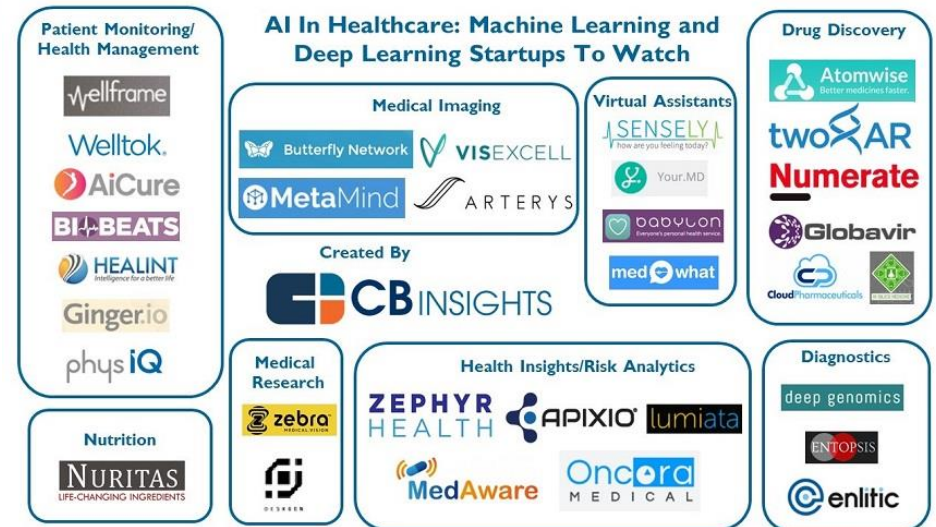 AI In Healthcare: Machine Learning and
Deep Learning Startups To Watch
Patient Monitoring/
Health Management
Wellframe
Welltok.
AiCure
BIOBEATS
HEALINT
Intelligence for a better life
Ginger.io
physIQ
Nutrition
NURITAS
LIFE-CHANGING INGREDIENTS
Medical Imaging
Butterfly Network
VISEXCELL
MetaMind
ARTERYS
Created By
CBINSIGHTS
Medical
Research
zebra
MEDICAL VISION
Virtual Assistants
SENSELY
how are you feeling today?
Your.MD
babylon
Everyone's personal health service.
med what
Health Insights/Risk Analytics
ZEPHYR
HEALTH
APIXIO
lumiata
MedAware
Oncora
MEDICAL
Drug Discovery
Atomwise
Better medicines faster.
twoXAR
Numerate
Globavir
CloudPharmaceuticals
Diagnostics
deep genomics
ENTOPSIS
enlitic